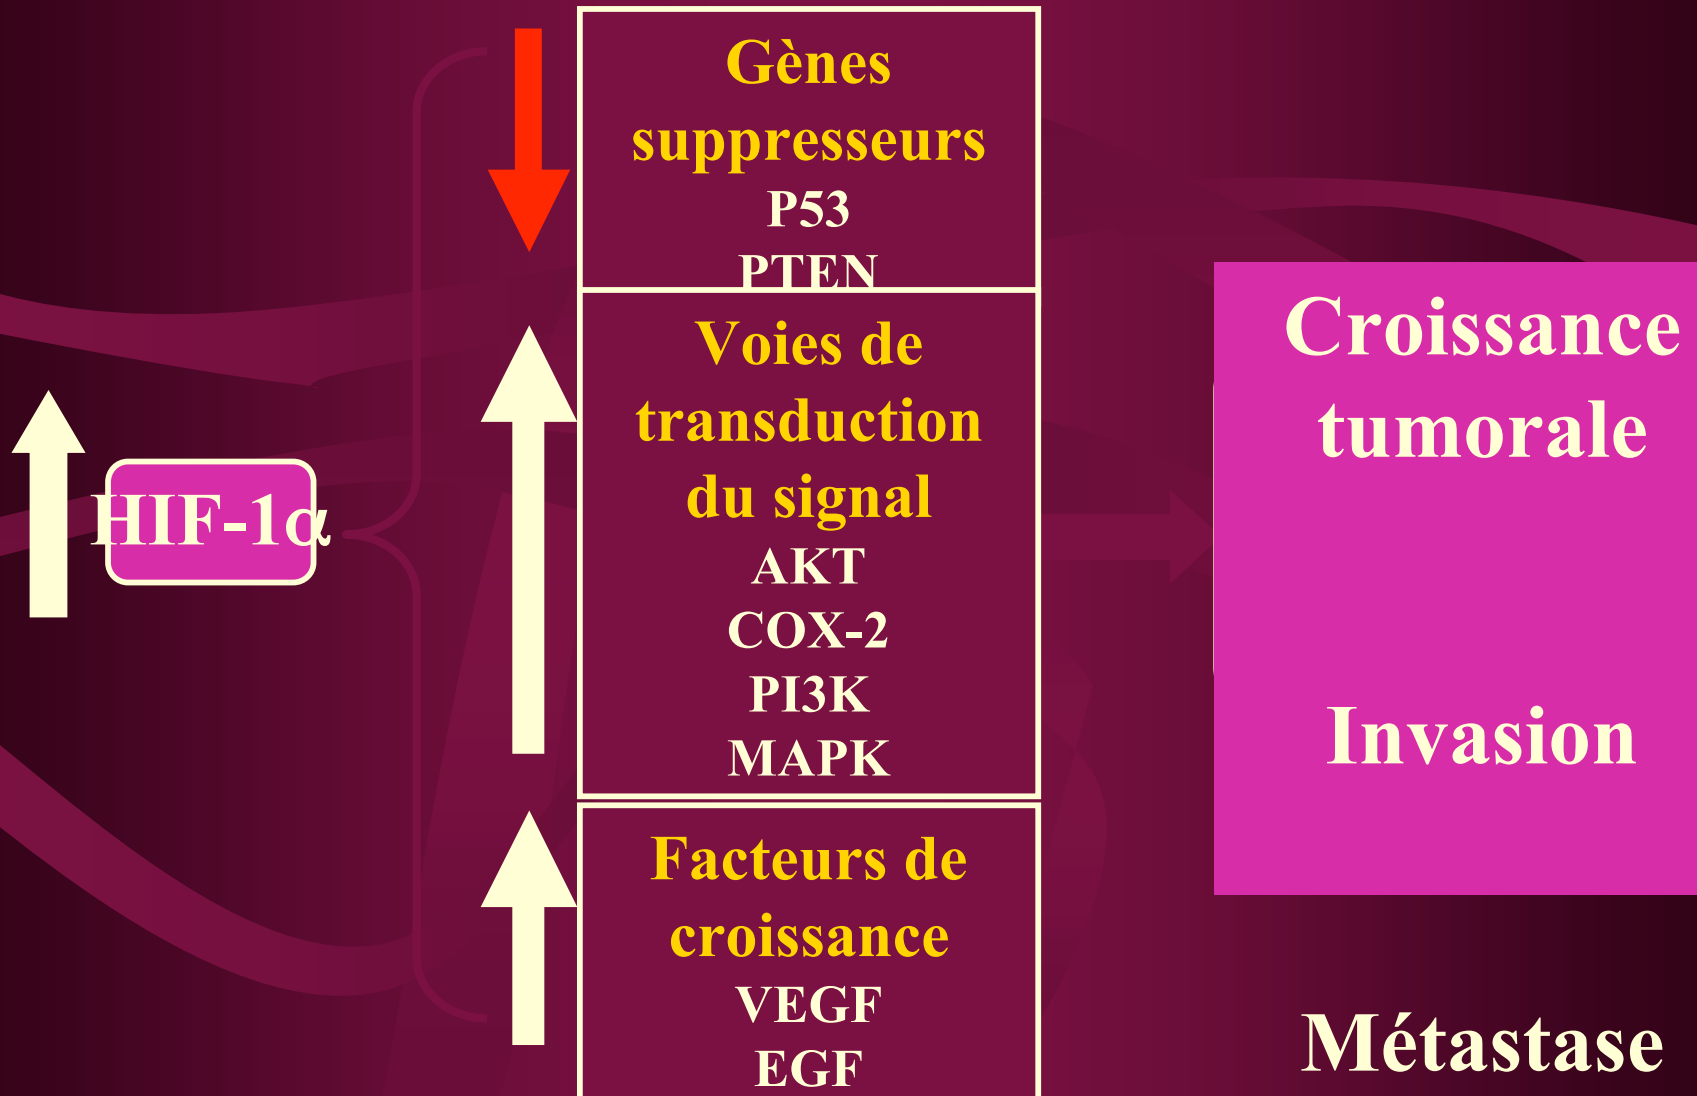 HIF-1α
Gènes
suppresseurs
P53
PTEN
Voies de
transduction
du signal
AKT
COX-2
PI3K
MAPK
Facteurs de
croissance
VEGF
EGF
Croissance
tumorale
Invasion
Métastase